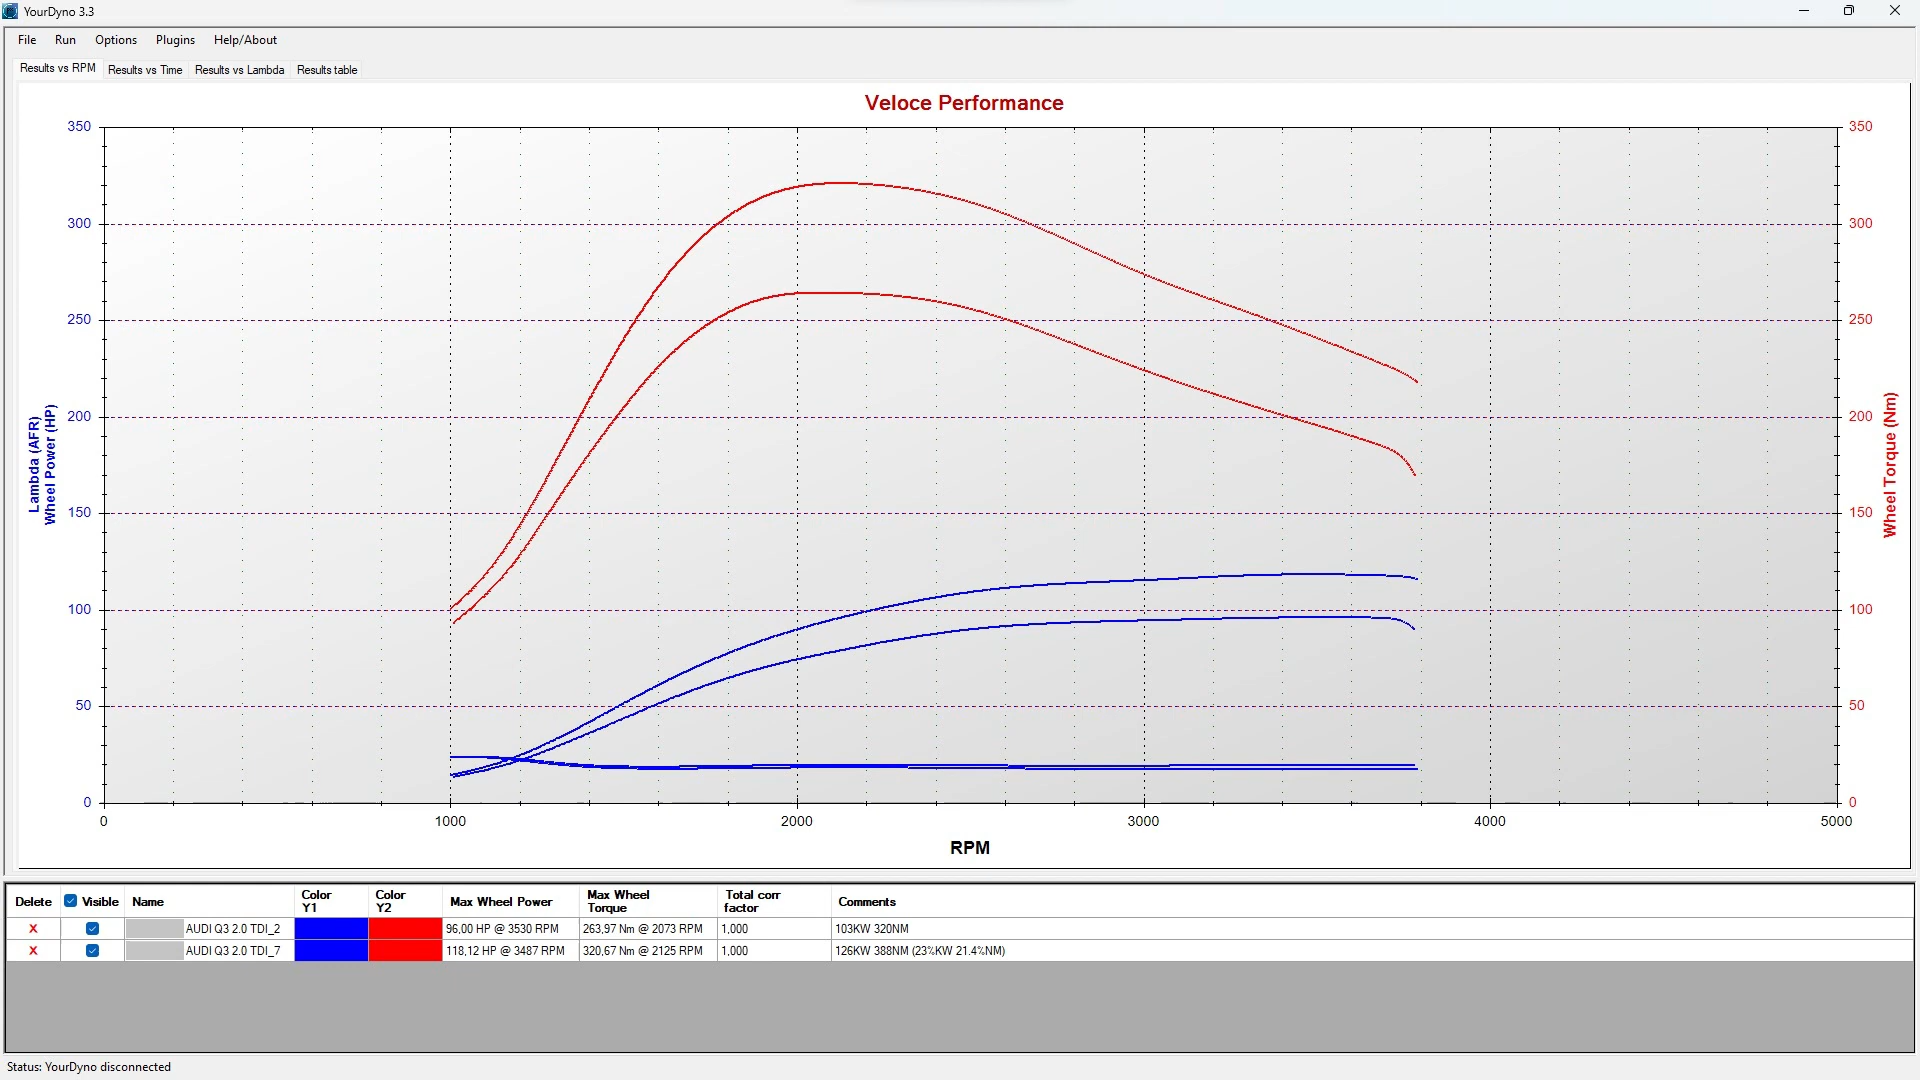 YourDyno 3.3
File Run Options Plugins Help/About
Results vs RPM Results vs Time Results vs Lambda Results table
Veloce Performance
350 350
300 300
250 250
200 200
150 150
100 100
50 50
0 0
Lambda (AFR)
Wheel Power (HP)
Wheel Torque (Nm)
0 1000 2000 3000 4000 5000
RPM
Delete Visible Name Color Y1 Color Y2 Max Wheel Power Max Wheel Torque Total corr factor Comments
X AUDI Q3 2.0 TDI_2 96,00 HP @ 3530 RPM 263,97 Nm @ 2073 RPM 1,000 103KW 320NM
X AUDI Q3 2.0 TDI_7 118,12 HP @ 3487 RPM 320,67 Nm @ 2125 RPM 1,000 126KW 388NM (23%KW 21.4%NM)
Status: YourDyno disconnected